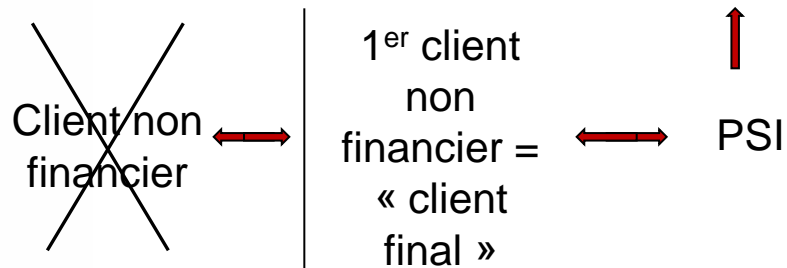 Client non
financier
1er client
non
financier =
« client
final »
PSI